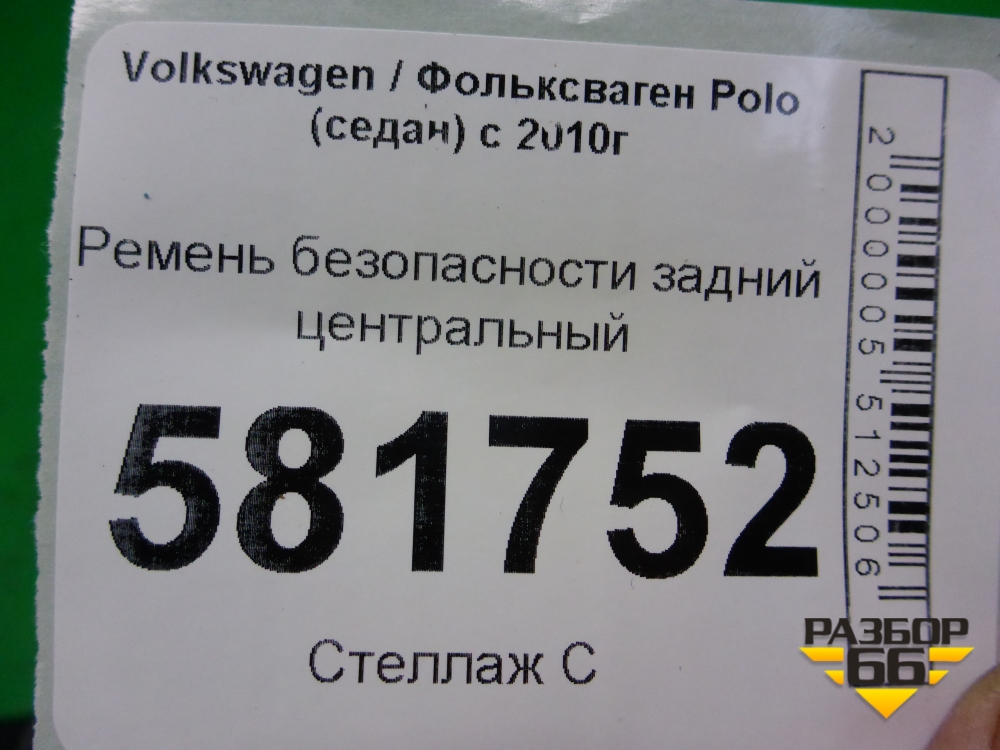 Volkswagen / Фольксваген Polo
(седан) с 2010г
Ремень безопасности задний
центральный
581752
Стеллаж С
2000005512506
РАЗБОР
66